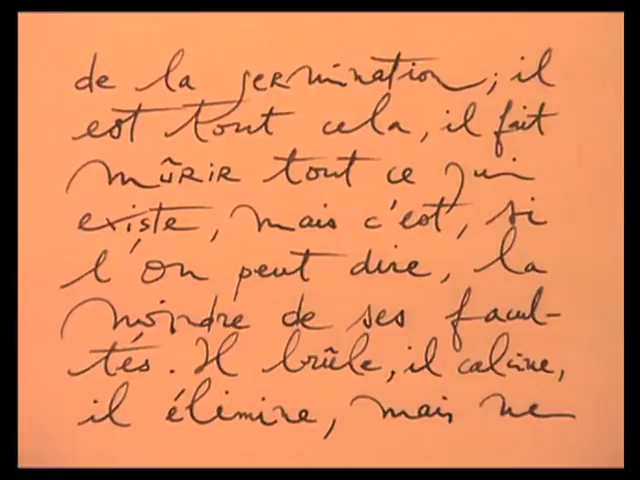 de la germination ; il
est tout cela, il fait
mûrir tout ce qui
existe, mais c'est, si
l'on peut dire, la
moindre de ses facul-
tés. Il brûle, il calcine,
il élimine, mais ne